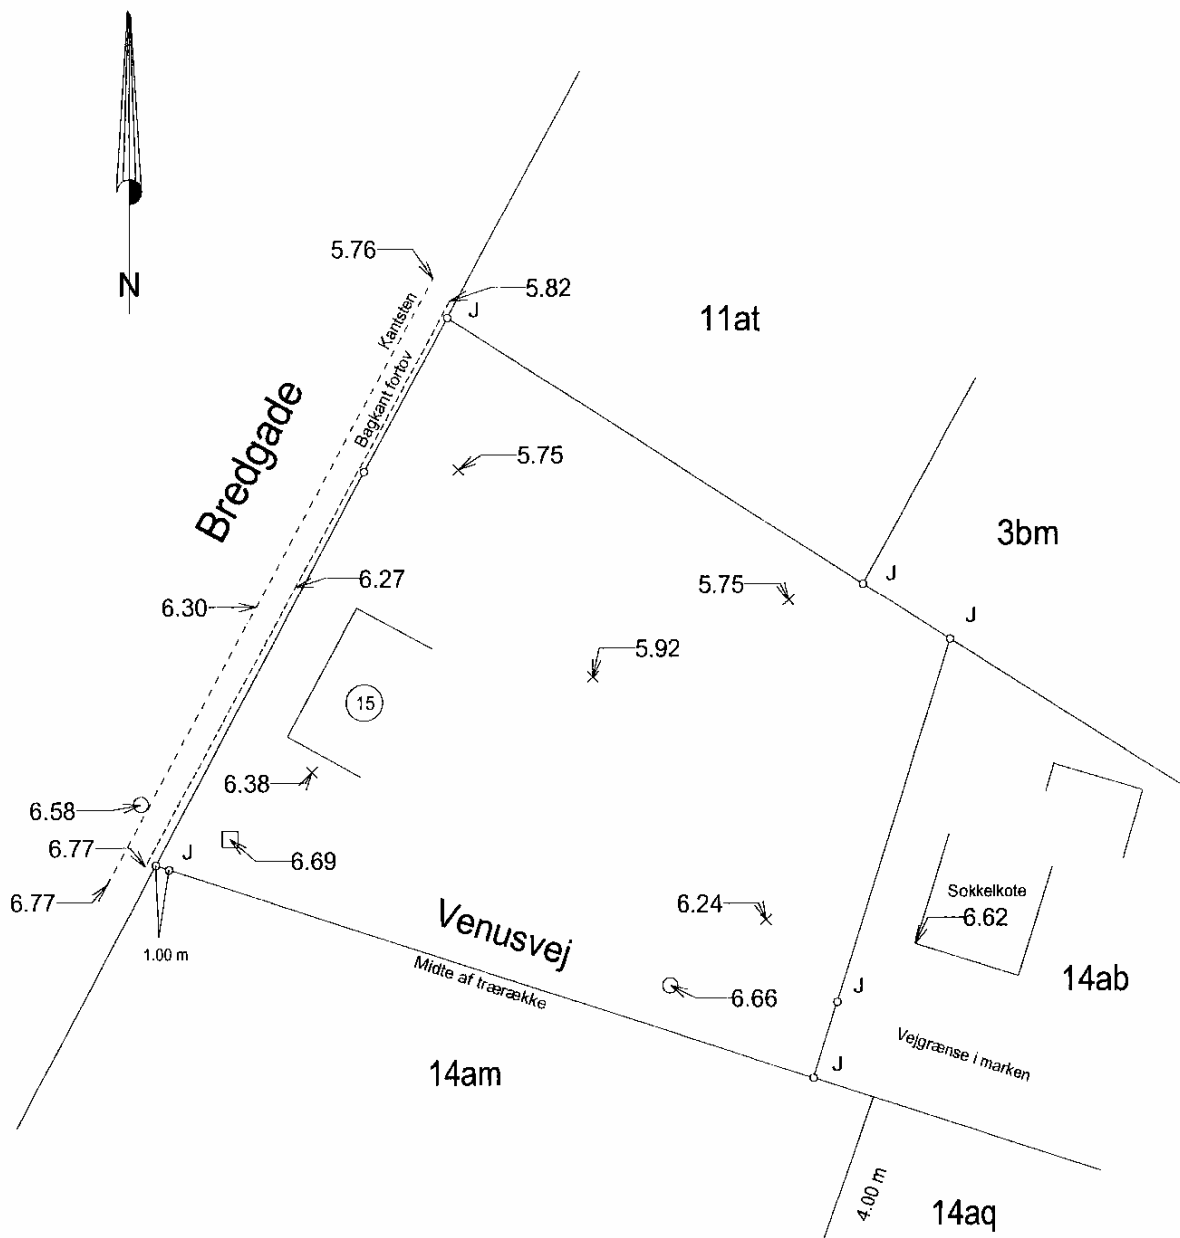 N
5.76
Kantsten
5.82
J
11at
Bagkant fortov
Bredgade
5.75
3bm
6.27
J
5.75
6.30
J
5.92
15
6.38
6.58
6.77
J
6.69
6.77
Sokkelkote
6.62
6.24
Venusvej
1.00 m
Midte af trærække
14ab
J
6.66
Vejgrænse i marken
J
14am
4.00 m
14aq